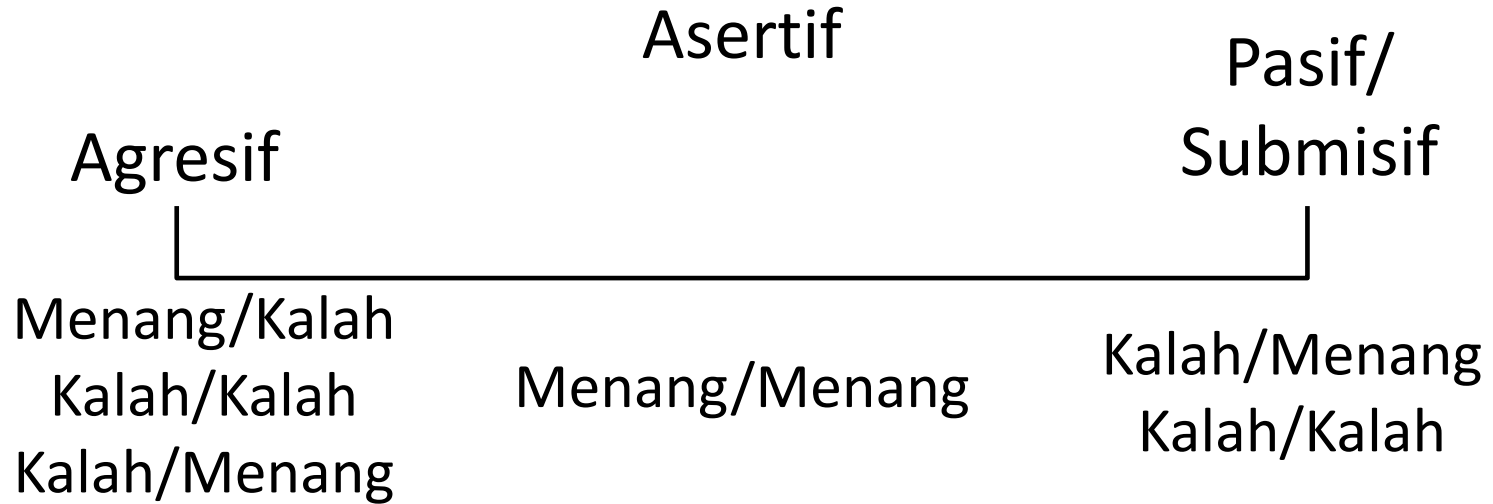 Asertif
Agresif
Pasif/
Submisif
Menang/Kalah
Kalah/Kalah
Kalah/Menang
Menang/Menang
Kalah/Menang
Kalah/Kalah